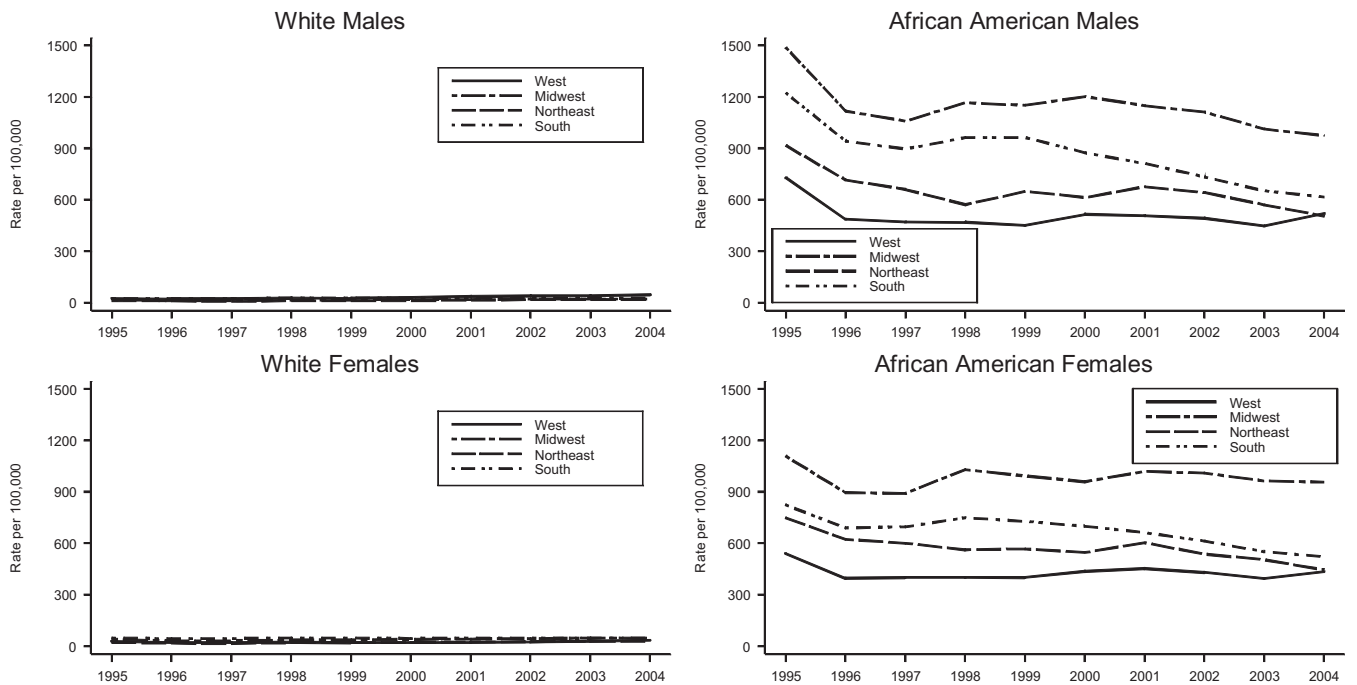 White Males
Rate per 100,000
1500
1200
900
600
300
0
West
Midwest
Northeast
South
1995 1996 1997 1998 1999 2000 2001 2002 2003 2004
African American Males
Rate per 100,000
1500
1200
900
600
300
0
West
Midwest
Northeast
South
1995 1996 1997 1998 1999 2000 2001 2002 2003 2004
White Females
Rate per 100,000
1500
1200
900
600
300
0
West
Midwest
Northeast
South
1995 1996 1997 1998 1999 2000 2001 2002 2003 2004
African American Females
Rate per 100,000
1500
1200
900
600
300
0
West
Midwest
Northeast
South
1995 1996 1997 1998 1999 2000 2001 2002 2003 2004